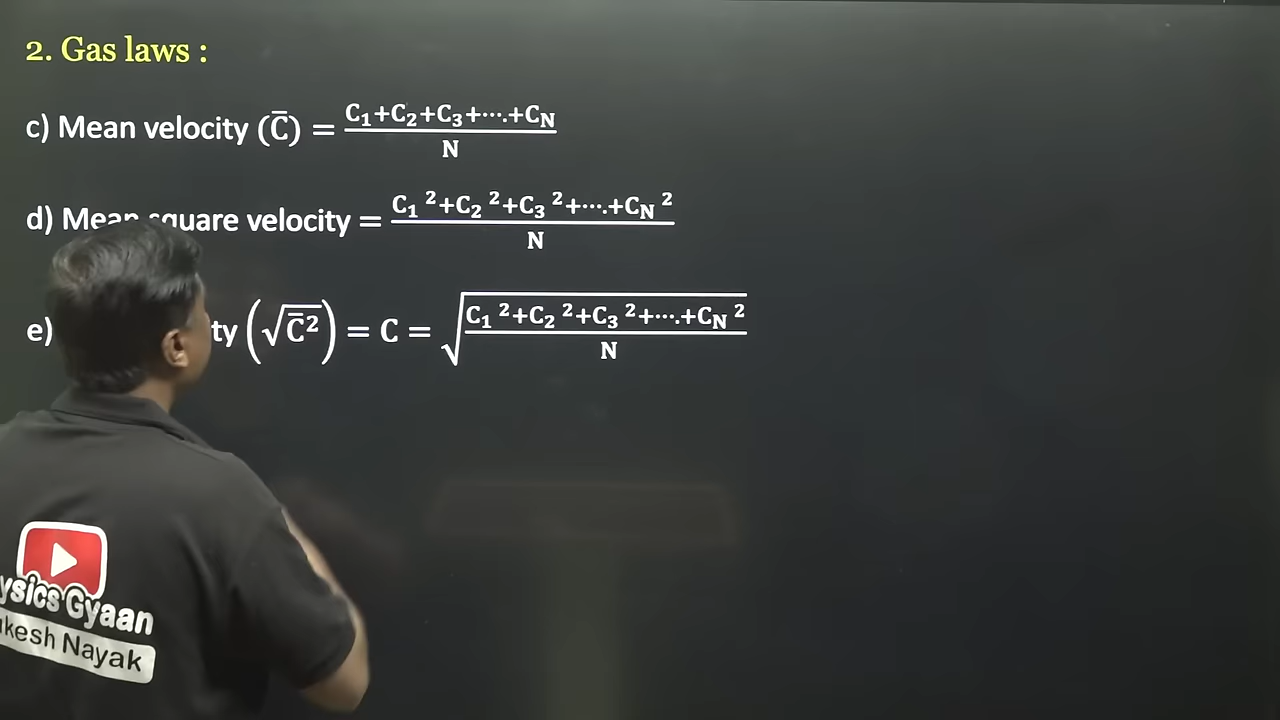 2. Gas laws :
c) Mean velocity (C̅) = C₁+C₂+C₃+⋯.+C_N / N
d) Mean square velocity = C₁ ²+C₂ ²+C₃ ²+⋯.+C_N ² / N
e) (√C̅²) = C = √(C₁ ²+C₂ ²+C₃ ²+⋯.+C_N ² / N)
Gyaan
Nayak